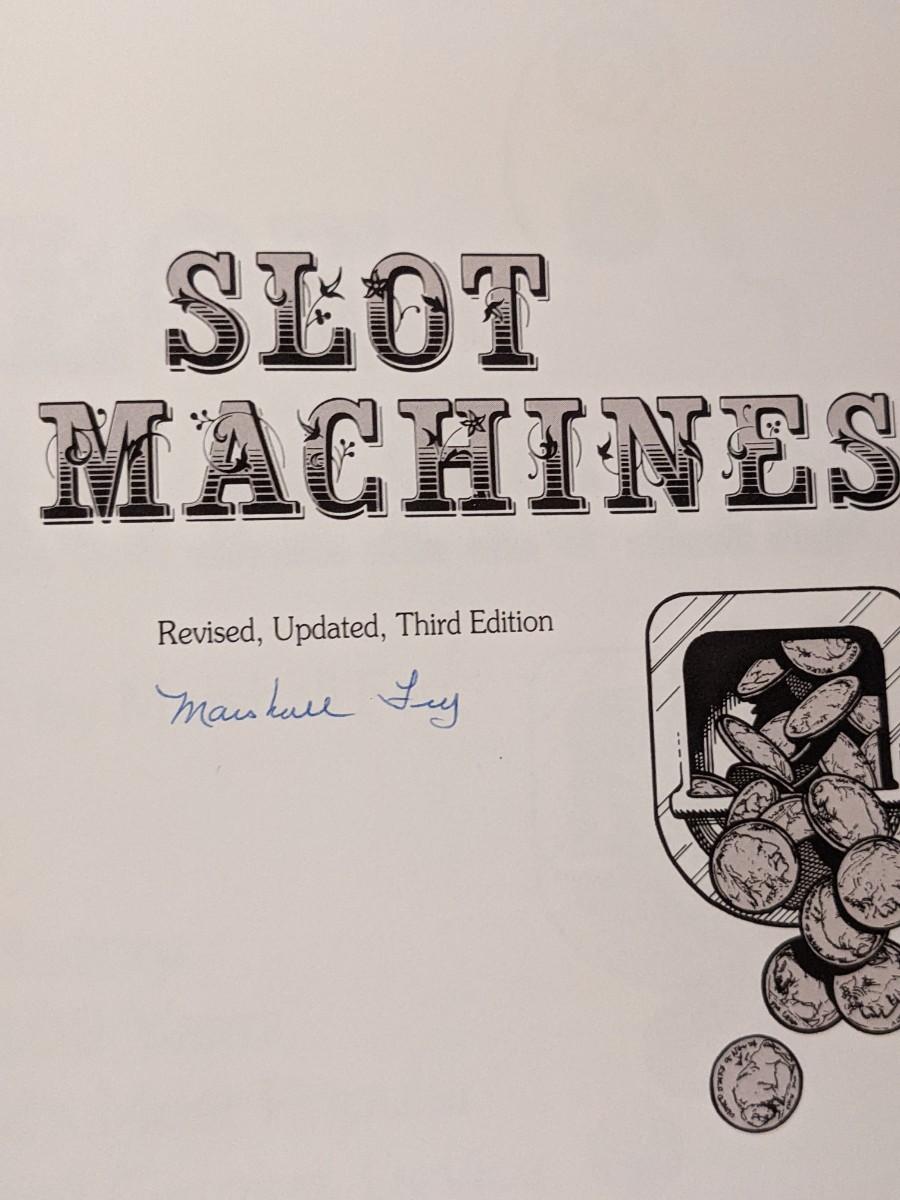 SLOT
MACHINES
Revised, Updated, Third Edition
Marshall Fey